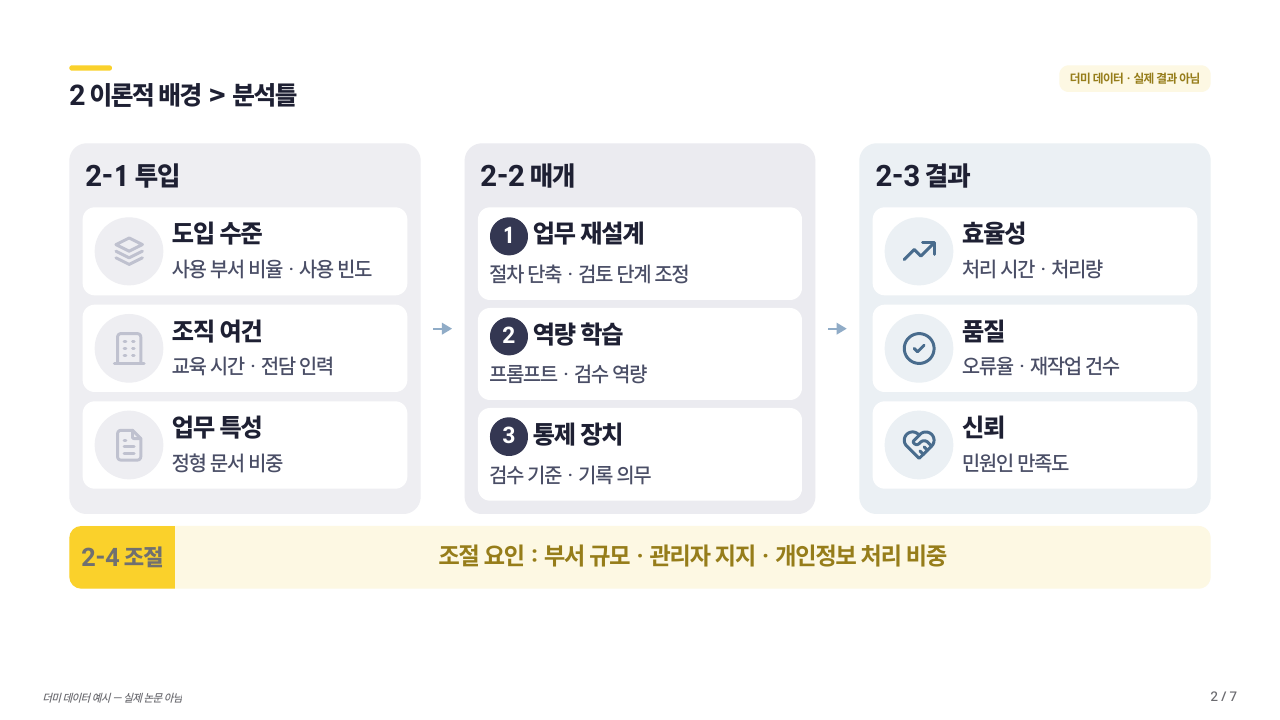 2 이론적 배경 > 분석틀
더미 데이터 · 실제 결과 아님
2-1 투입
도입 수준
사용 부서 비율 · 사용 빈도
조직 여건
교육 시간 · 전담 인력
업무 특성
정형 문서 비중
2-2 매개
1 업무 재설계
절차 단축 · 검토 단계 조정
2 역량 학습
프롬프트 · 검수 역량
3 통제 장치
검수 기준 · 기록 의무
2-3 결과
효율성
처리 시간 · 처리량
품질
오류율 · 재작업 건수
신뢰
민원인 만족도
2-4 조절
조절 요인 : 부서 규모 · 관리자 지지 · 개인정보 처리 비중
더미 데이터 예시 — 실제 논문 아님
2 / 7